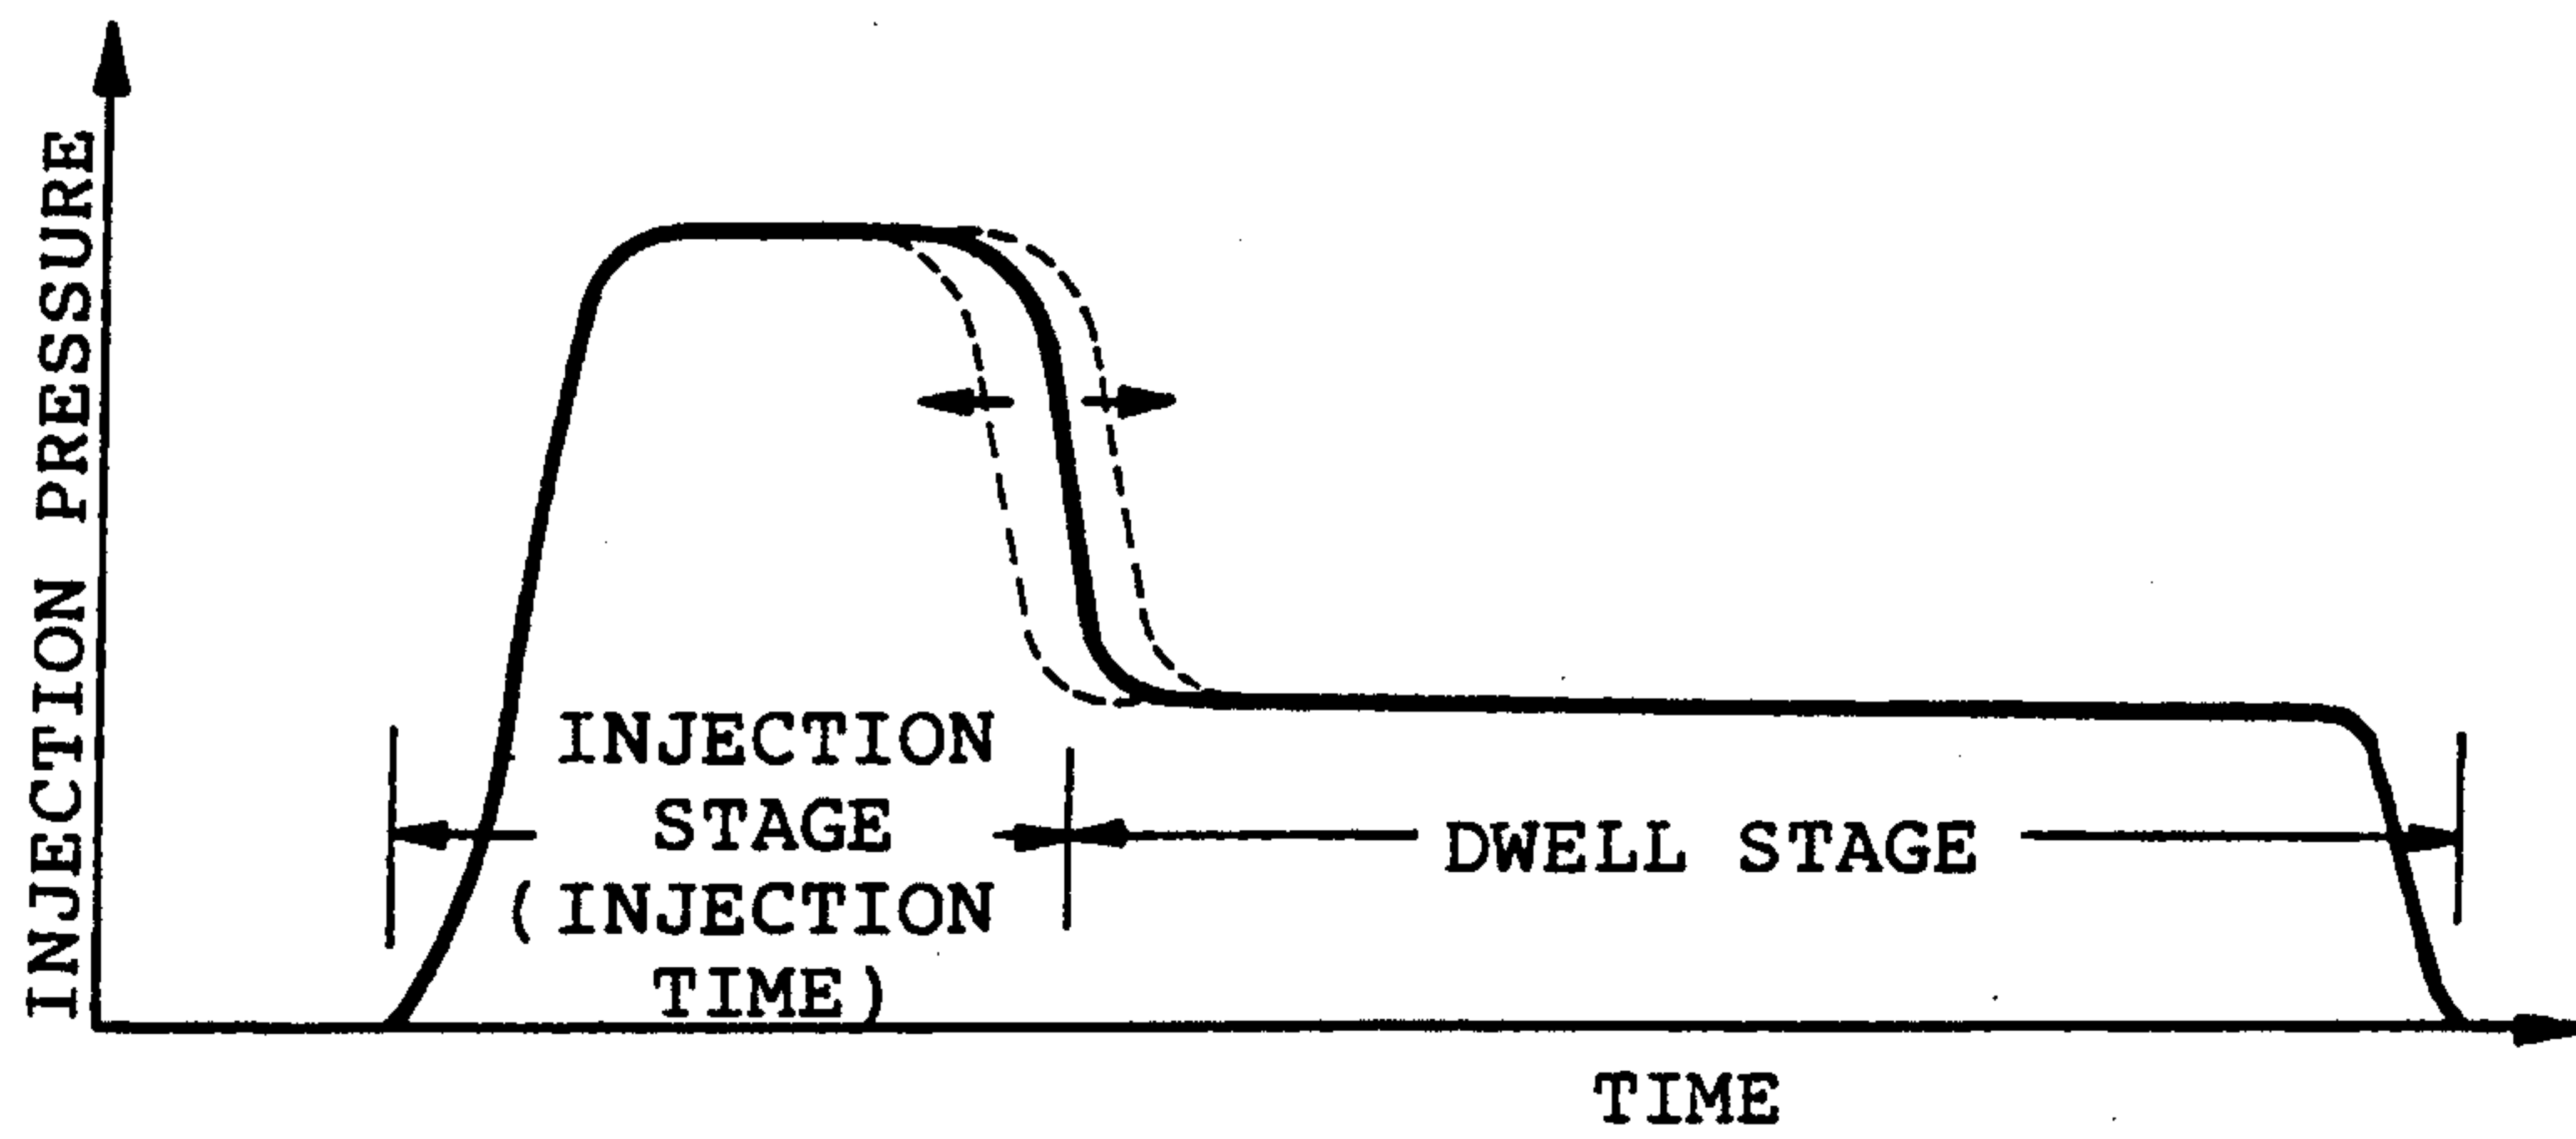 INJECTION PRESSURE
INJECTION
STAGE
(INJECTION
TIME)
DWELL STAGE
TIME